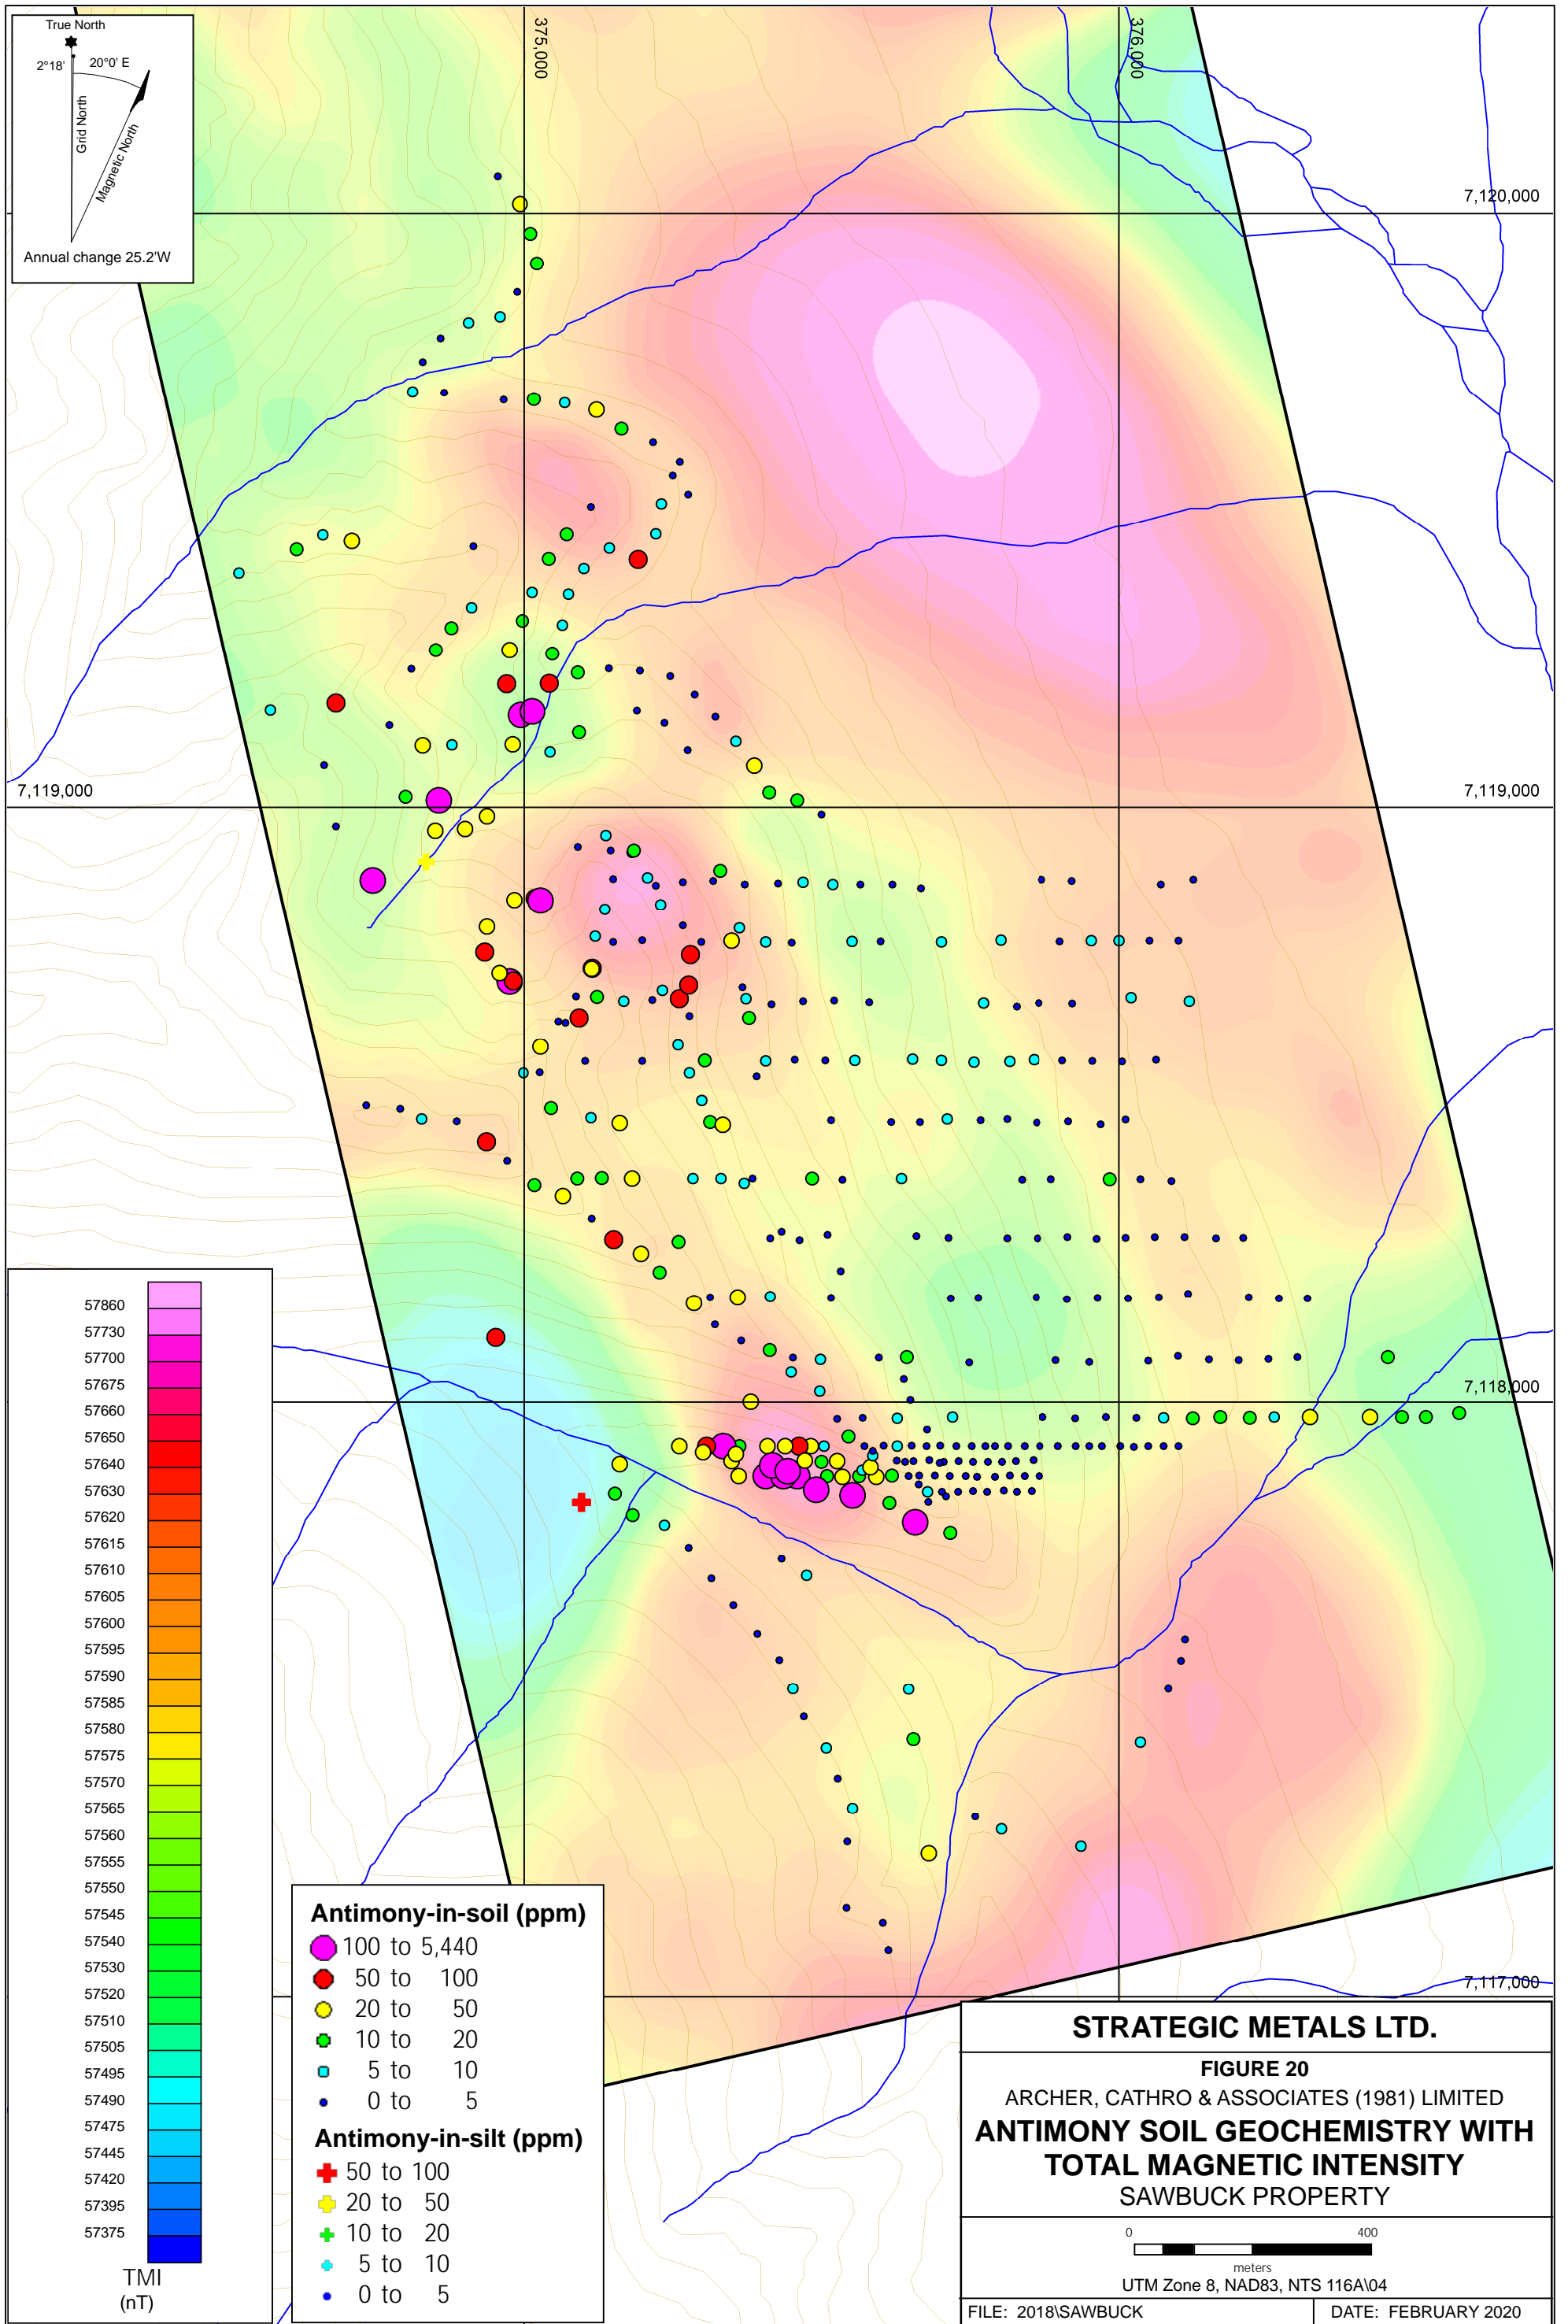 True North
2°18'
20°0' E
Grid North
Magnetic North
Annual change 25.2'W
375,000
376,000
7,120,000
7,119,000
7,119,000
7,118,000
7,117,000
57860
57730
57700
57675
57660
57650
57640
57630
57620
57615
57610
57605
57600
57595
57590
57585
57580
57575
57570
57565
57560
57555
57550
57545
57540
57530
57520
57510
57505
57495
57490
57475
57445
57420
57395
57375
TMI
(nT)
Antimony-in-soil (ppm)
100 to 5,440
50 to 100
20 to 50
10 to 20
5 to 10
0 to 5
Antimony-in-silt (ppm)
50 to 100
20 to 50
10 to 20
5 to 10
0 to 5
STRATEGIC METALS LTD.
FIGURE 20
ARCHER, CATHRO & ASSOCIATES (1981) LIMITED
ANTIMONY SOIL GEOCHEMISTRY WITH
TOTAL MAGNETIC INTENSITY
SAWBUCK PROPERTY
0 400
meters
UTM Zone 8, NAD83, NTS 116A\04
FILE: 2018\SAWBUCK
DATE: FEBRUARY 2020